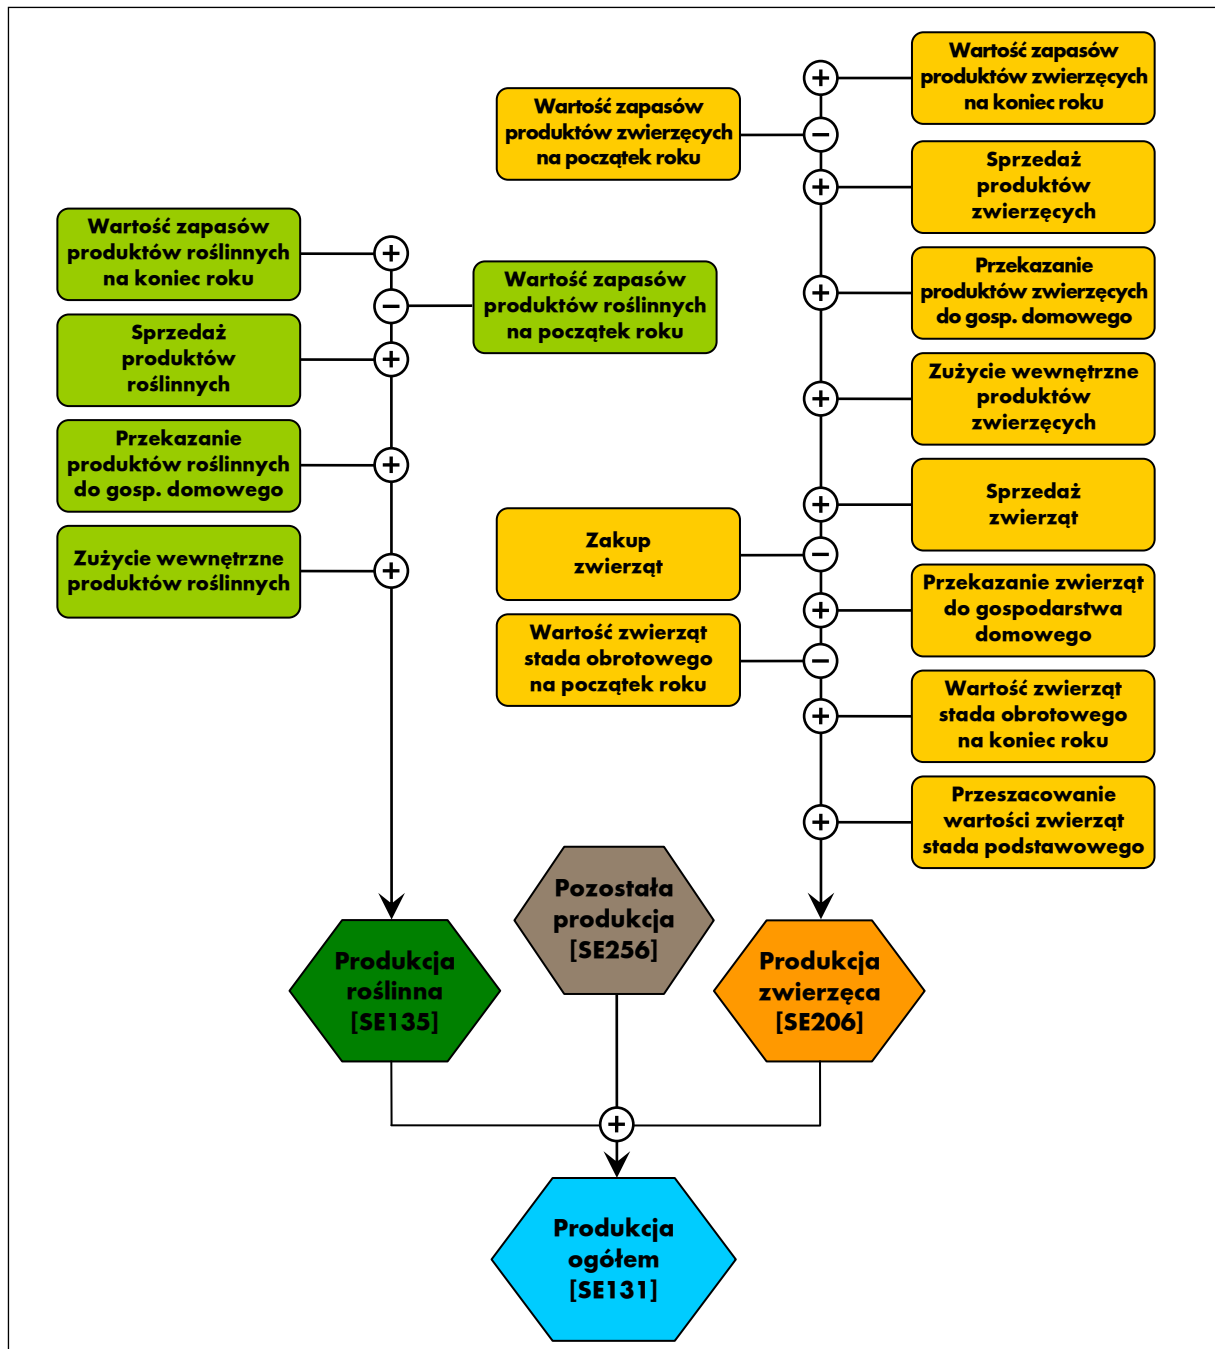 Wartość zapasów
produktów zwierzęcych
na koniec roku
+
Wartość zapasów
produktów zwierzęcych
na początek roku
−
Sprzedaż
produktów
zwierzęcych
+
Wartość zapasów
produktów roślinnych
na koniec roku
+
Wartość zapasów
produktów roślinnych
na początek roku
−
Przekazanie
produktów zwierzęcych
do gosp. domowego
+
Sprzedaż
produktów
roślinnych
+
Zużycie wewnętrzne
produktów
zwierzęcych
+
Przekazanie
produktów roślinnych
do gosp. domowego
+
Sprzedaż
zwierząt
+
Zakup
zwierząt
−
Zużycie wewnętrzne
produktów roślinnych
+
Przekazanie zwierząt
do gospodarstwa
domowego
+
Wartość zwierząt
stada obrotowego
na początek roku
−
Wartość zwierząt
stada obrotowego
na koniec roku
+
Przeszacowanie
wartości zwierząt
stada podstawowego
+
Pozostała
produkcja
[SE256]
Produkcja
roślinna
[SE135]
Produkcja
zwierzęca
[SE206]
+
Produkcja
ogółem
[SE131]